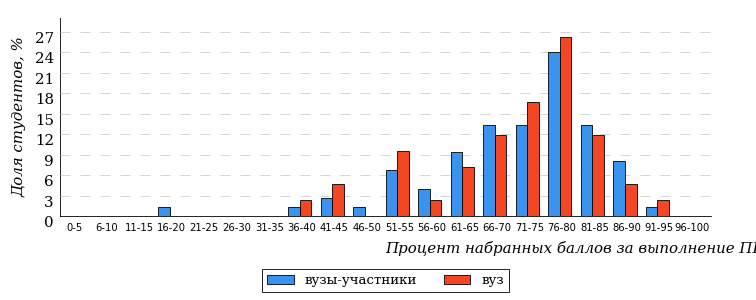 Доля студентов, %
27
24
21
18
15
12
9
6
3
0
0-5 6-10 11-15 16-20 21-25 26-30 31-35 36-40 41-45 46-50 51-55 56-60 61-65 66-70 71-75 76-80 81-85 86-90 91-95 96-100
Процент набранных баллов за выполнение
вузы-участники вуз